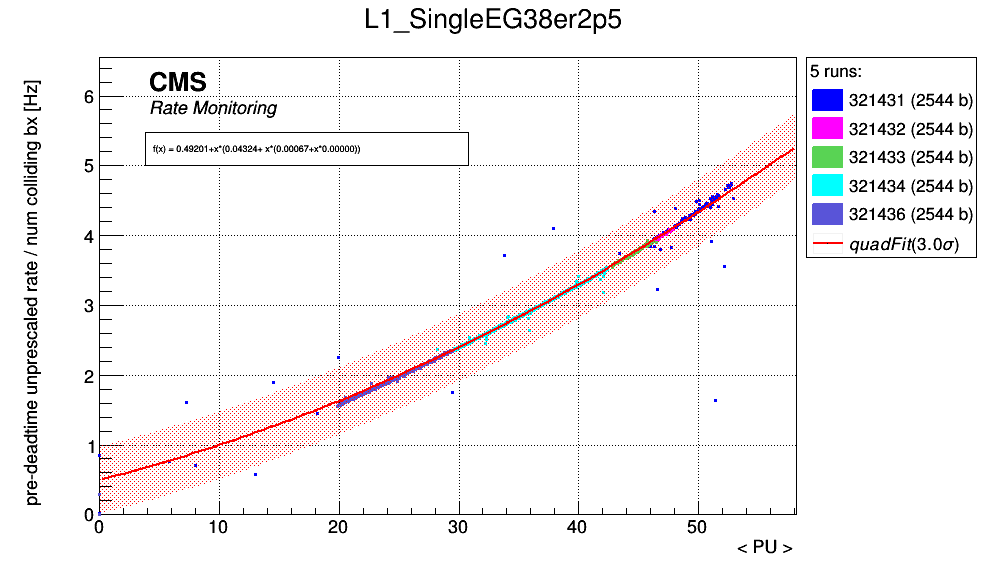 L1_SingleEG38er2p5
pre-deadtime unprescaled rate / num colliding bx [Hz]
CMS
Rate Monitoring
f(x) = 0.49201+x*(0.04324+ x*(0.00067+x*0.00000))
6
5
4
3
2
1
0
0 10 20 30 40 50
< PU >
5 runs:
321431 (2544 b)
321432 (2544 b)
321433 (2544 b)
321434 (2544 b)
321436 (2544 b)
quadFit(3.0σ)